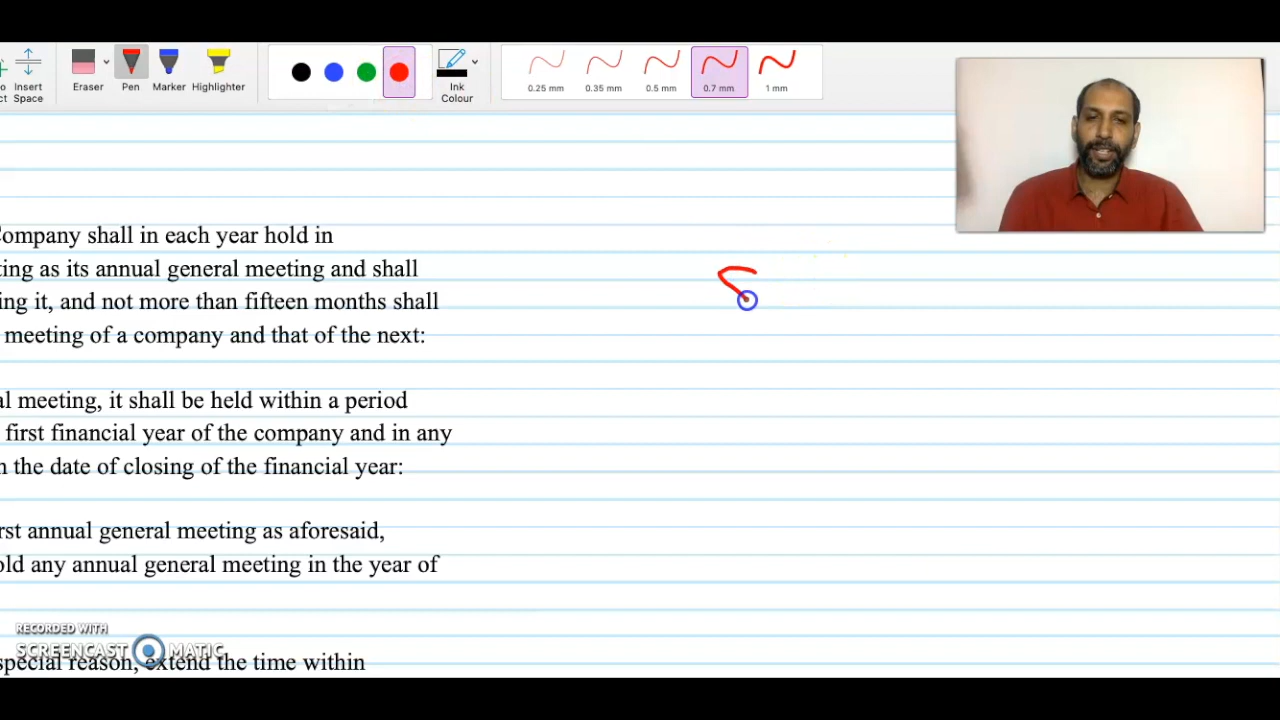 Insert
Space
Eraser
Pen
Marker
Highlighter
Ink
Colour
0.25 mm
0.35 mm
0.5 mm
0.7 mm
1 mm
Company shall in each year hold in
ting as its annual general meeting and shall
ing it, and not more than fifteen months shall
meeting of a company and that of the next:
al meeting, it shall be held within a period
first financial year of the company and in any
n the date of closing of the financial year:
rst annual general meeting as aforesaid,
old any annual general meeting in the year of
RECORDED WITH
SCREENCAST MATIC
special reason, extend the time within